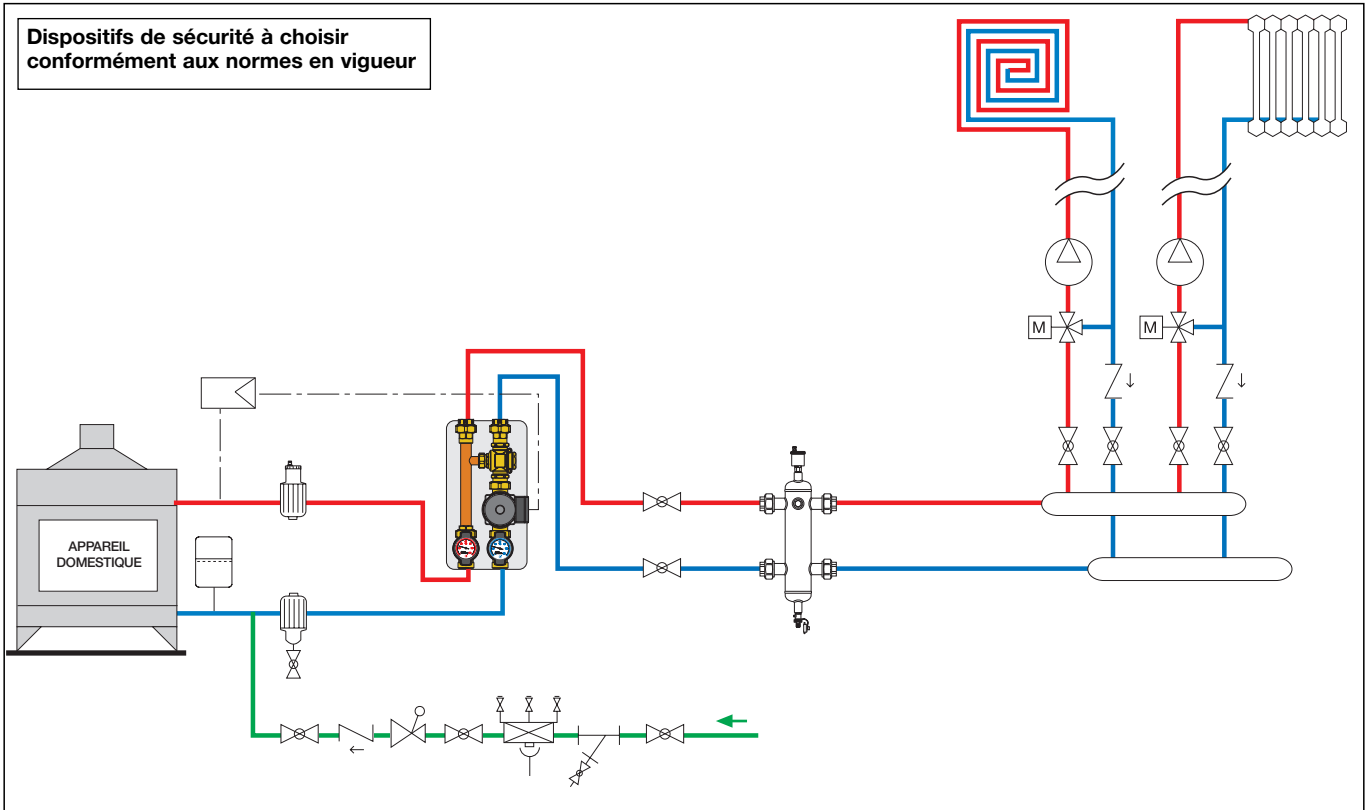 Dispositifs de sécurité à choisir
conformément aux normes en vigueur
M
M
APPAREIL
DOMESTIQUE